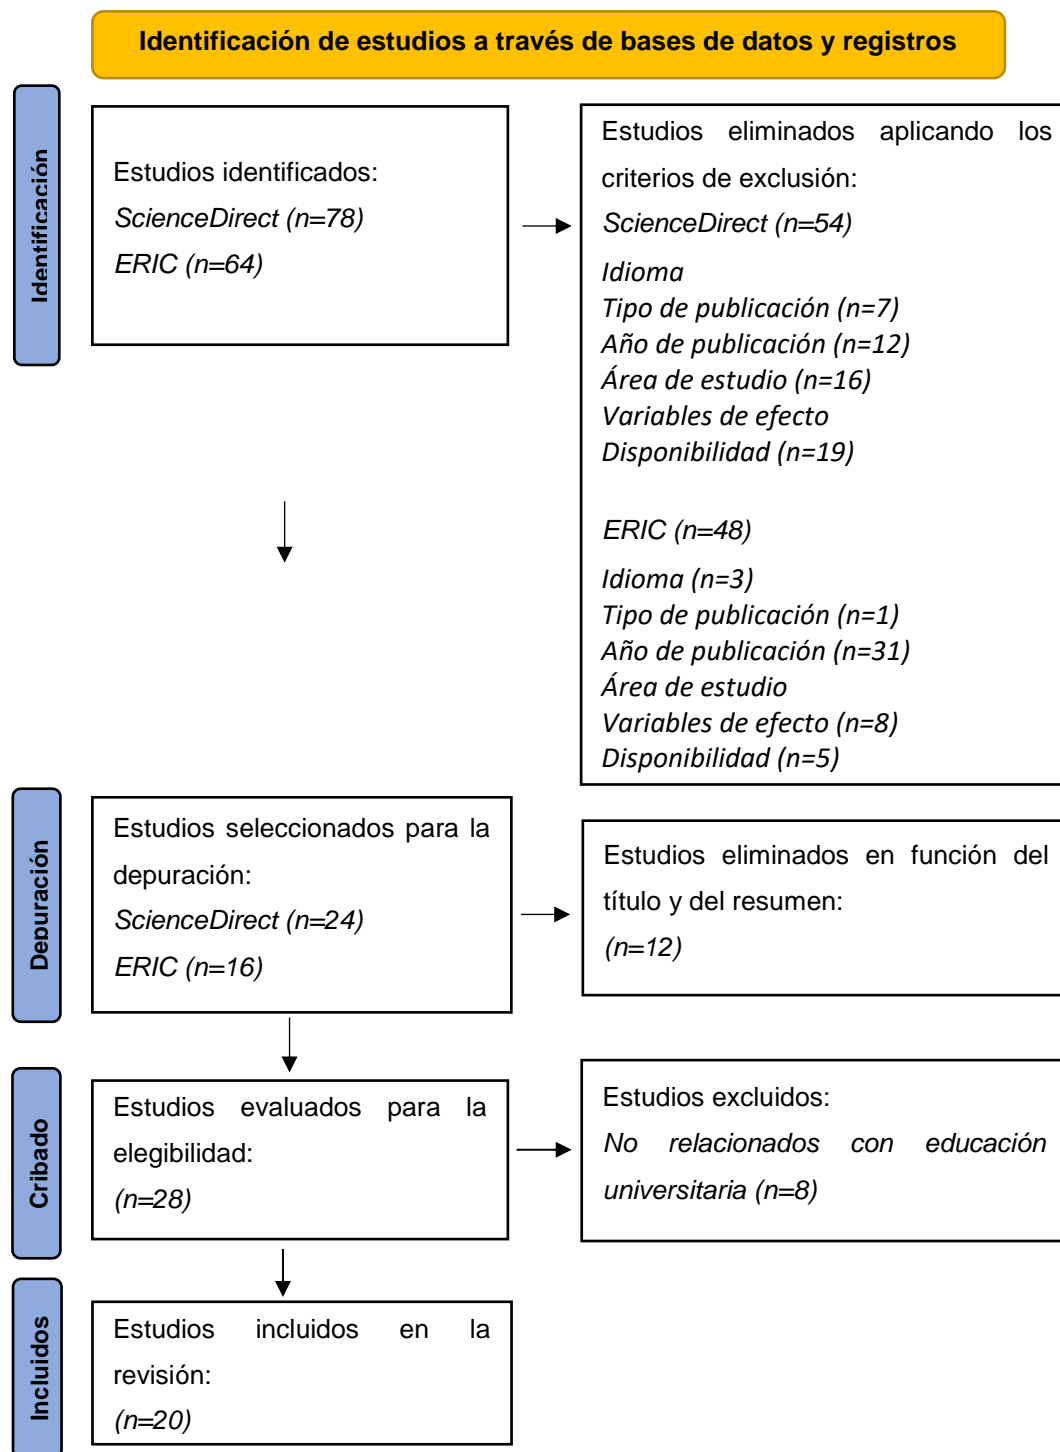 Identificación de estudios a través de bases de datos y registros
Identificación
Estudios identificados:
ScienceDirect (n=78)
ERIC (n=64)
Estudios eliminados aplicando los
criterios de exclusión:
ScienceDirect (n=54)
Idioma
Tipo de publicación (n=7)
Año de publicación (n=12)
Área de estudio (n=16)
Variables de efecto
Disponibilidad (n=19)
ERIC (n=48)
Idioma (n=3)
Tipo de publicación (n=1)
Año de publicación (n=31)
Área de estudio
Variables de efecto (n=8)
Disponibilidad (n=5)
Depuración
Estudios seleccionados para la
depuración:
ScienceDirect (n=24)
ERIC (n=16)
Estudios eliminados en función del
título y del resumen:
(n=12)
Cribado
Estudios evaluados para la
elegibilidad:
(n=28)
Estudios excluidos:
No relacionados con educación
universitaria (n=8)
Incluidos
Estudios incluidos en la
revisión:
(n=20)